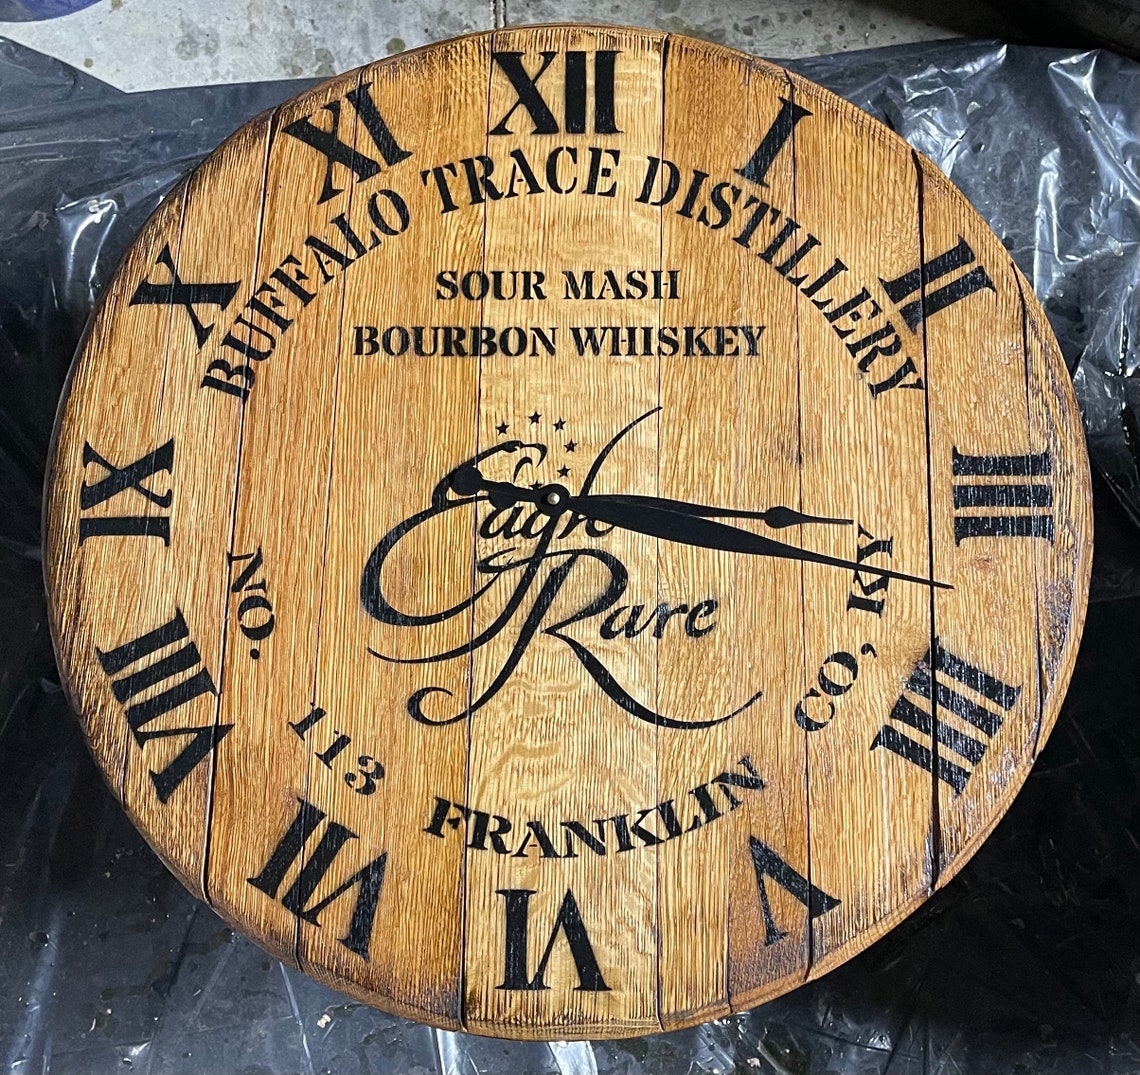 XII
I
II
III
IIII
V
VI
VII
VIII
IX
X
XI
BUFFALO TRACE DISTILLERY
SOUR MASH
BOURBON WHISKEY
Eagle
Rare
NO. 113 FRANKLIN CO, KY